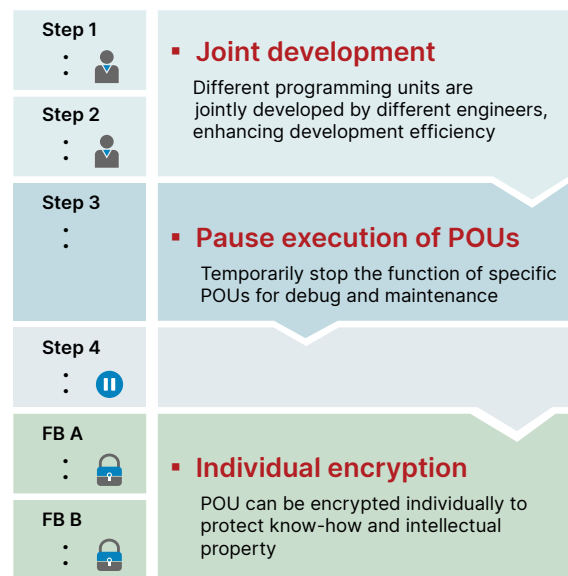 Step 1
▪ Joint development
Different programming units are
jointly developed by different engineers,
enhancing development efficiency
Step 2
Step 3
▪ Pause execution of POUs
Temporarily stop the function of specific
POUs for debug and maintenance
Step 4
FB A
▪ Individual encryption
POU can be encrypted individually to
protect know-how and intellectual
property
FB B